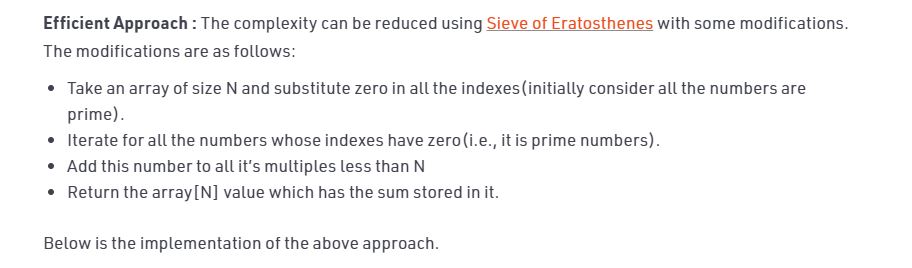 Efficient Approach : The complexity can be reduced using Sieve of Eratosthenes with some modifications.
The modifications are as follows:
• Take an array of size N and substitute zero in all the indexes(initially consider all the numbers are
prime).
• Iterate for all the numbers whose indexes have zero(i.e., it is prime numbers).
• Add this number to all it's multiples less than N
• Return the array[N] value which has the sum stored in it.
Below is the implementation of the above approach.